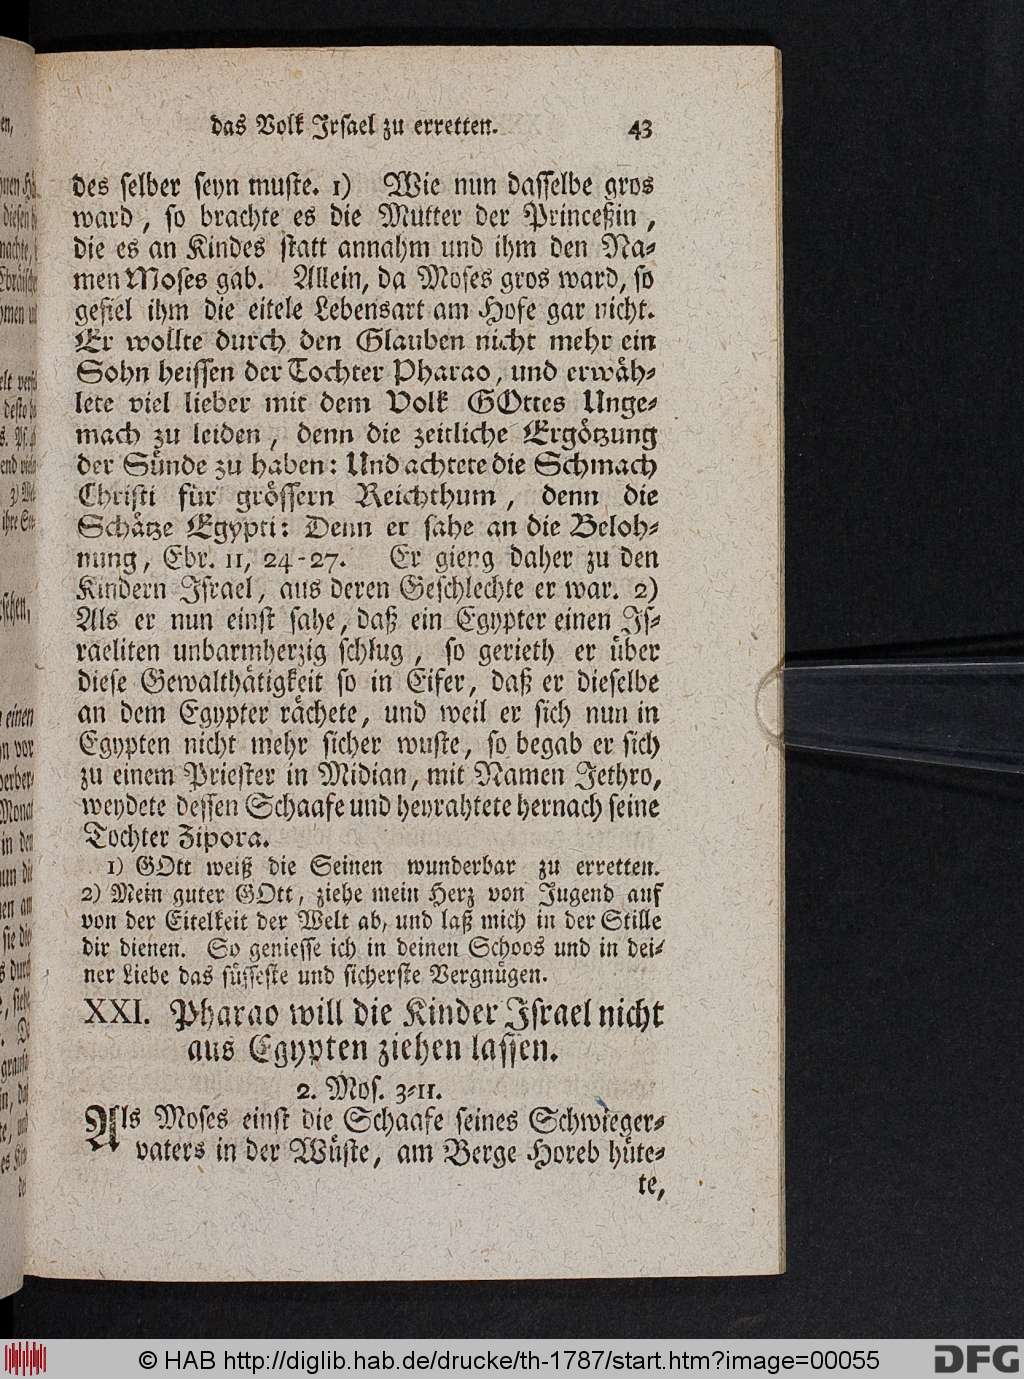 das Volk Jrsael zu erretten. 43
des selber seyn muste. 1) Wie nun dasselbe gros
ward, so brachte es die Mutter der Princeßin,
die es an Kindes statt annahm und ihm den Na-
men Moses gab. Allein, da Moses gros ward, so
gefiel ihm die eitele Lebensart am Hofe gar nicht.
Er wollte durch den Glauben nicht mehr ein
Sohn heissen der Tochter Pharao, und erwäh-
lete viel lieber mit dem Volk GOttes Unge-
mach zu leiden, denn die zeitliche Ergötzung
der Sünde zu haben: Und achtete die Schmach
Christi für grössern Reichthum, denn die
Schätze Egypti: Denn er sahe an die Beloh-
nung, Ebr. 11, 24-27. Er gieng daher zu den
Kindern Jsrael, aus deren Geschlechte er war. 2)
Als er nun einst sahe, daß ein Egypter einen Js-
raeliten unbarmherzig schlug, so gerieth er über
diese Gewaltthätigkeit so in Eifer, daß er dieselbe
an dem Egypter rächete, und weil er sich nun in
Egypten nicht mehr sicher wuste, so begab er sich
zu einem Priester in Midian, mit Namen Jethro,
weydete dessen Schaafe und heyrahtete hernach seine
Tochter Zipora.
1) GOtt weiß die Seinen wunderbar zu erretten.
2) Mein guter GOtt, ziehe mein Herz von Jugend auf
von der Eitelkeit der Welt ab, und laß mich in der Stille
dir dienen. So geniesse ich in deinen Schoos und in dei-
ner Liebe das süsseste und sicherste Vergnügen.
XXI. Pharao will die Kinder Jsrael nicht
aus Egypten ziehen lassen.
2. Mos. 3-11.
Als Moses einst die Schaafe seines Schwieger-
vaters in der Wüste, am Berge Horeb hüte-
te,
© HAB http://diglib.hab.de/drucke/th-1787/start.htm?image=00055
DFG